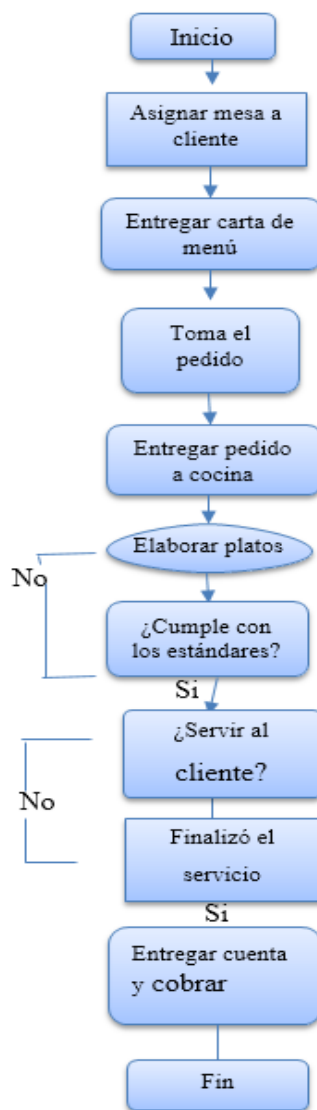 Inicio
Asignar mesa a
cliente
Entregar carta de
menú
Toma el
pedido
Entregar pedido
a cocina
Elaborar platos
No
¿Cumple con
los estándares?
Si
¿Servir al
cliente?
No
Finalizó el
servicio
Si
Entregar cuenta
y cobrar
Fin